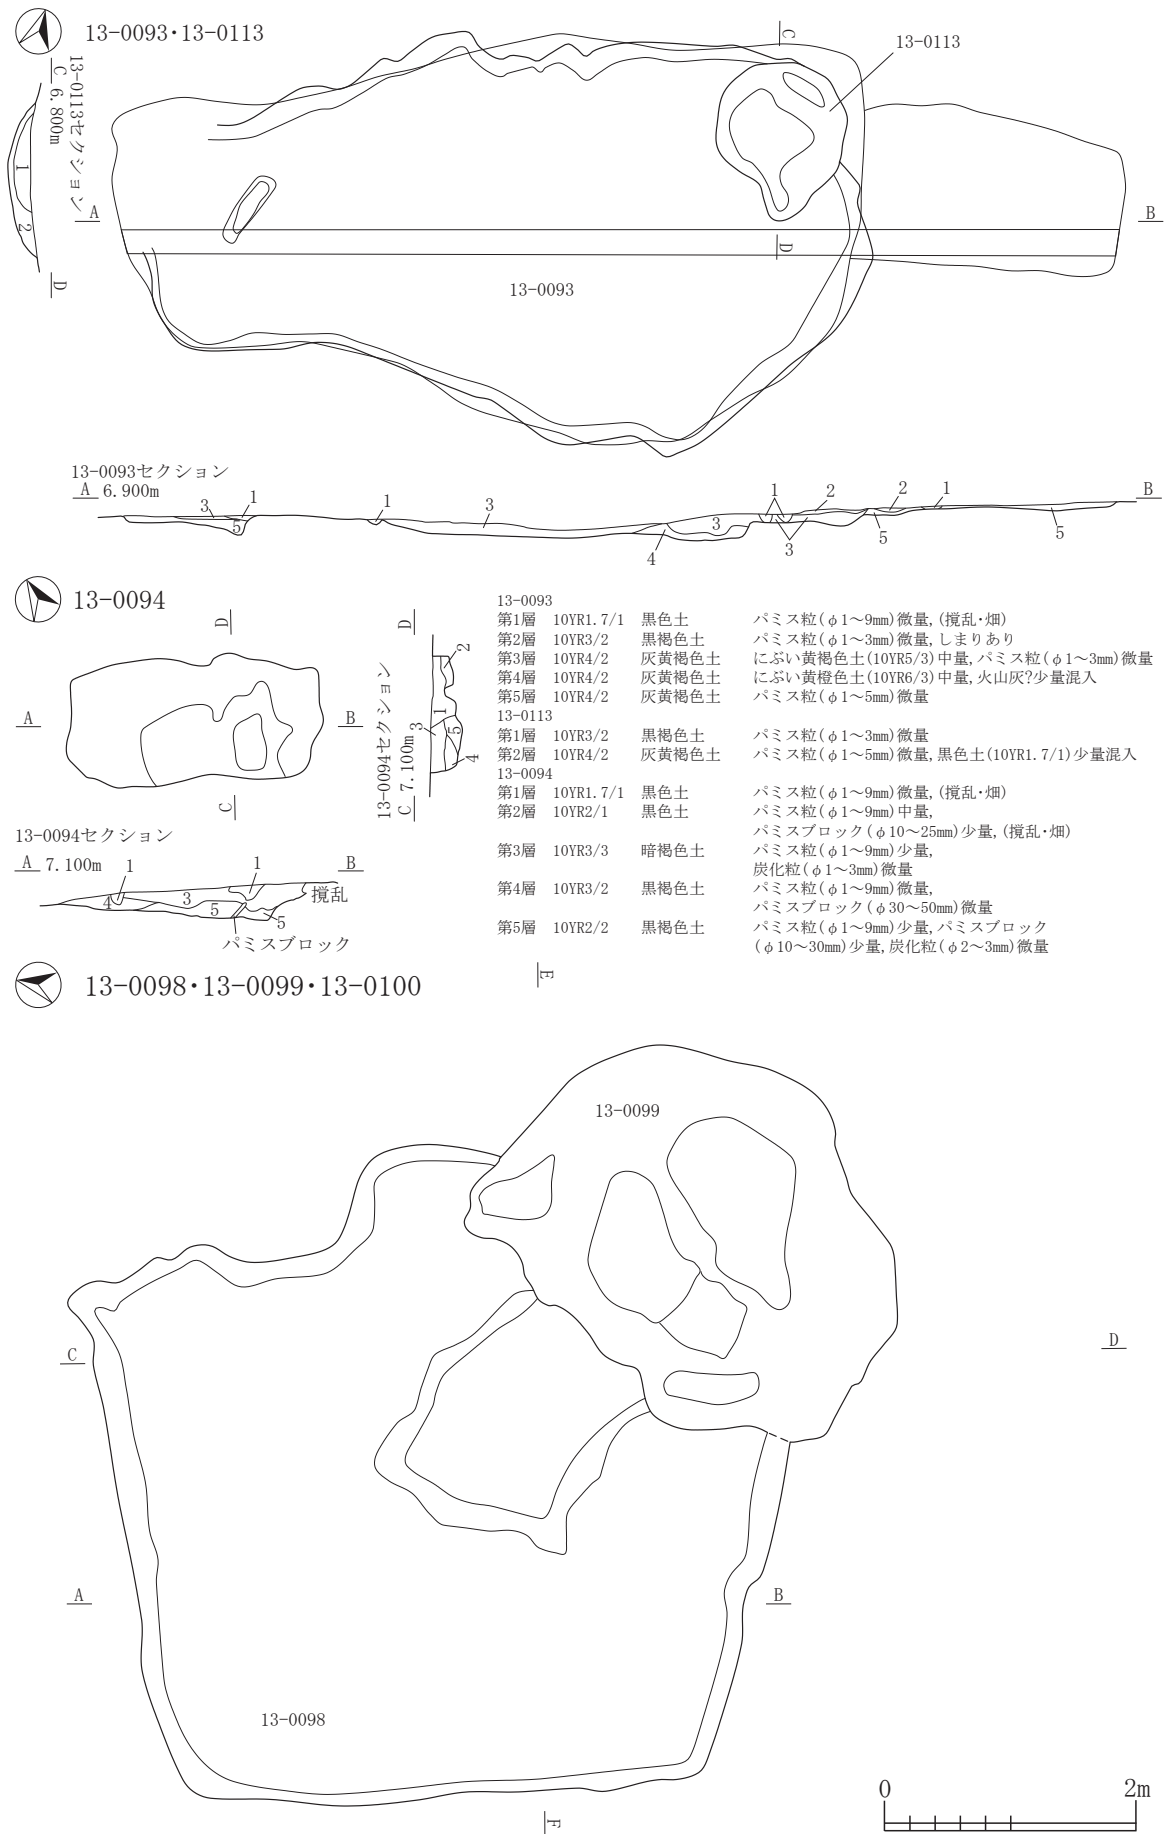 13-0093・13-0113
C
13-0113
13-0113セクション
C 6.800m
1
2
D
A
B
D
13-0093
13-0093セクション
A 6.900m
B
3
1
5
1
3
4
3
1
2
3
2
1
5
5
13-0094
D
A
B
C
D
13-0094セクション
C 7.100m
2
1
3
5
4
13-0094セクション
A 7.100m
B
1
1
4
3
5
5
撹乱
パミスブロック
13-0093
第1層 10YR1.7/1 黒色土 パミス粒(φ1〜9mm)微量,(撹乱・畑)
第2層 10YR3/2 黒褐色土 パミス粒(φ1〜3mm)微量,しまりあり
第3層 10YR4/2 灰黄褐色土 にぶい黄褐色土(10YR5/3)中量,パミス粒(φ1〜3mm)微量
第4層 10YR4/2 灰黄褐色土 にぶい黄橙色土(10YR6/3)中量,火山灰?少量混入
第5層 10YR4/2 灰黄褐色土 パミス粒(φ1〜5mm)微量
13-0113
第1層 10YR3/2 黒褐色土 パミス粒(φ1〜3mm)微量
第2層 10YR4/2 灰黄褐色土 パミス粒(φ1〜5mm)微量,黒色土(10YR1.7/1)少量混入
13-0094
第1層 10YR1.7/1 黒色土 パミス粒(φ1〜9mm)微量,(撹乱・畑)
第2層 10YR2/1 黒色土 パミス粒(φ1〜9mm)中量,
パミスブロック(φ10〜25mm)少量,(撹乱・畑)
第3層 10YR3/3 暗褐色土 パミス粒(φ1〜9mm)少量,
炭化粒(φ1〜3mm)微量
第4層 10YR3/2 黒褐色土 パミス粒(φ1〜9mm)微量,
パミスブロック(φ30〜50mm)微量
第5層 10YR2/2 黒褐色土 パミス粒(φ1〜9mm)少量,パミスブロック
(φ10〜30mm)少量,炭化粒(φ2〜3mm)微量
13-0098・13-0099・13-0100
E
13-0099
C
D
A
B
13-0098
F
0 2m